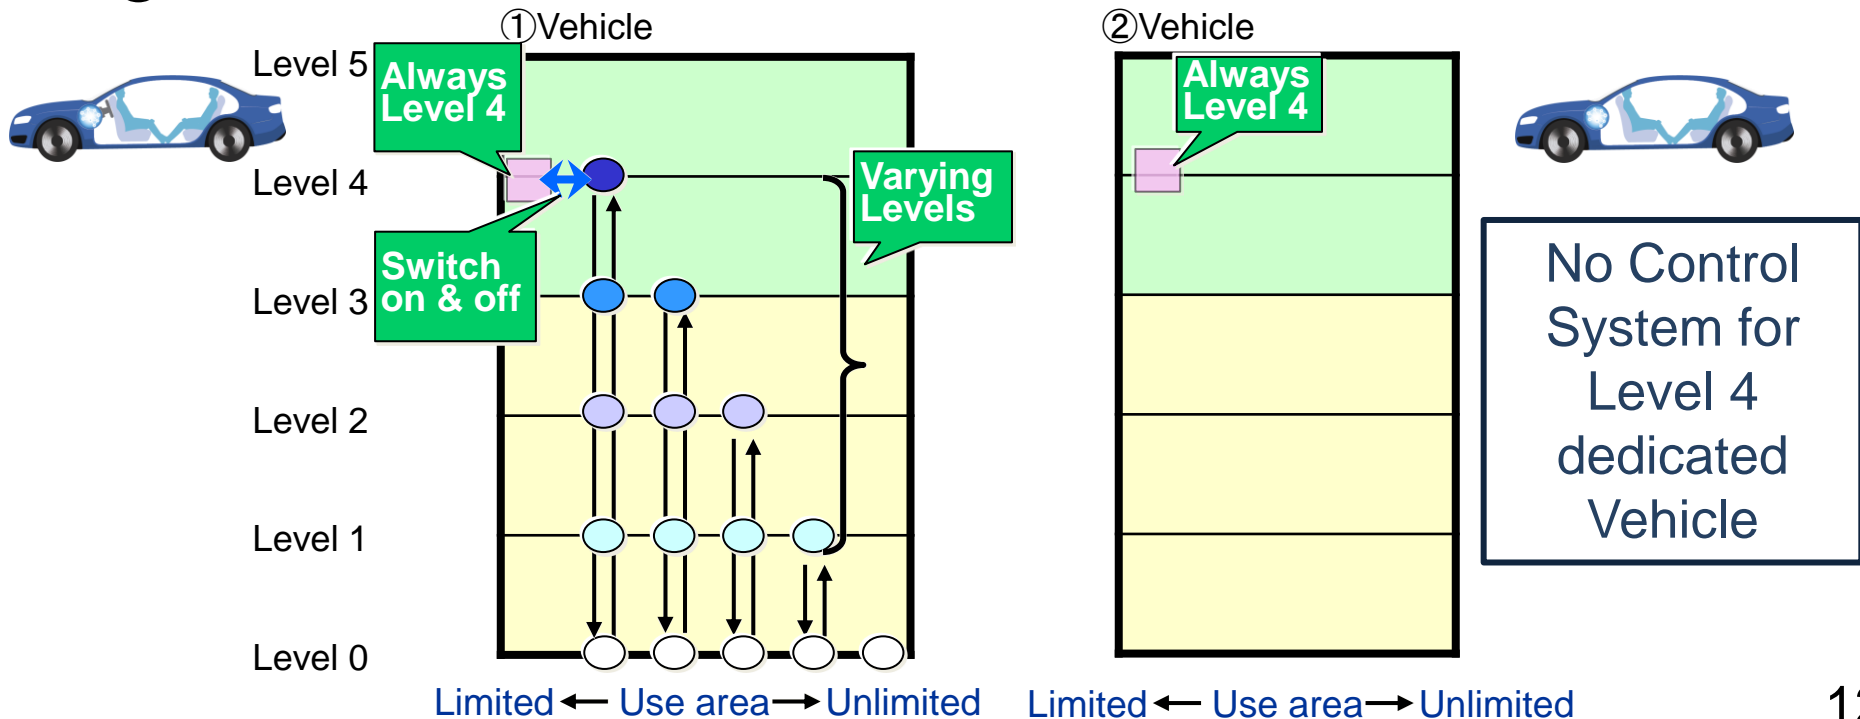 ①Vehicle
②Vehicle
Level 5
Always
Level 4
Always
Level 4
Level 4
Varying
Levels
Switch
on & off
Level 3
No Control
System for
Level 4
dedicated
Vehicle
Level 2
Level 1
Level 0
Limited ← Use area → Unlimited
Limited ← Use area → Unlimited